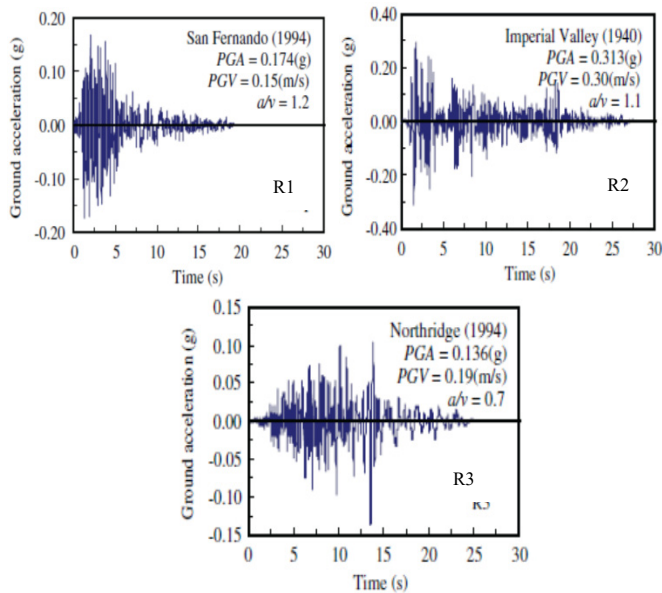 0.20
0.10
0.00
-0.10
-0.20
Ground acceleration (g)
San Fernando (1994)
PGA = 0.174(g)
PGV = 0.15(m/s)
a/v = 1.2
R1
0 5 10 15 20 25 30
Time (s)
0.40
0.20
0.00
-0.20
-0.40
Ground acceleration (g)
Imperial Valley (1940)
PGA = 0.313(g)
PGV = 0.30(m/s)
a/v = 1.1
R2
0 5 10 15 20 25 30
Time (s)
0.15
0.10
0.05
0.00
-0.05
-0.10
-0.15
Ground acceleration (g)
Northridge (1994)
PGA = 0.136(g)
PGV = 0.19(m/s)
a/v = 0.7
R3
0 5 10 15 20 25 30
Time (s)